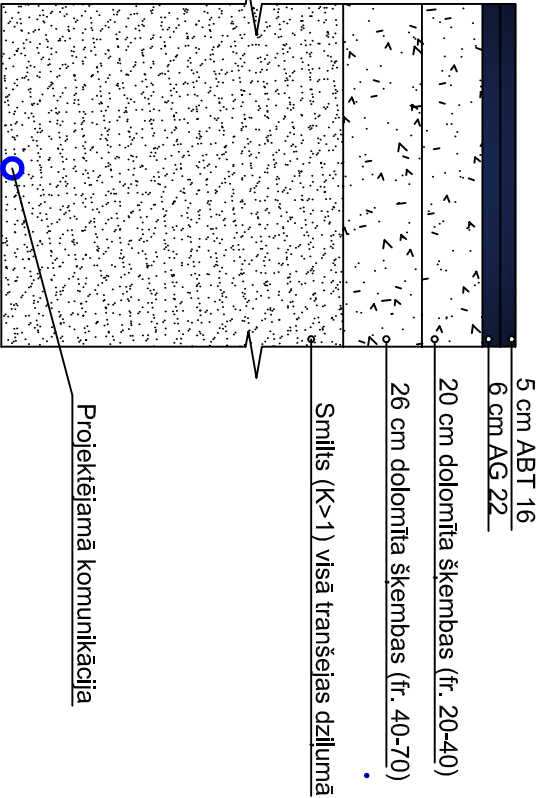 5 cm ABT 16
6 cm AG 22
20 cm dolomīta šķembas (fr. 20-40)
26 cm dolomīta šķembas (fr. 40-70)
Smilts (K>1) visā tranšejas dziļumā
Projektējamā komunikācija